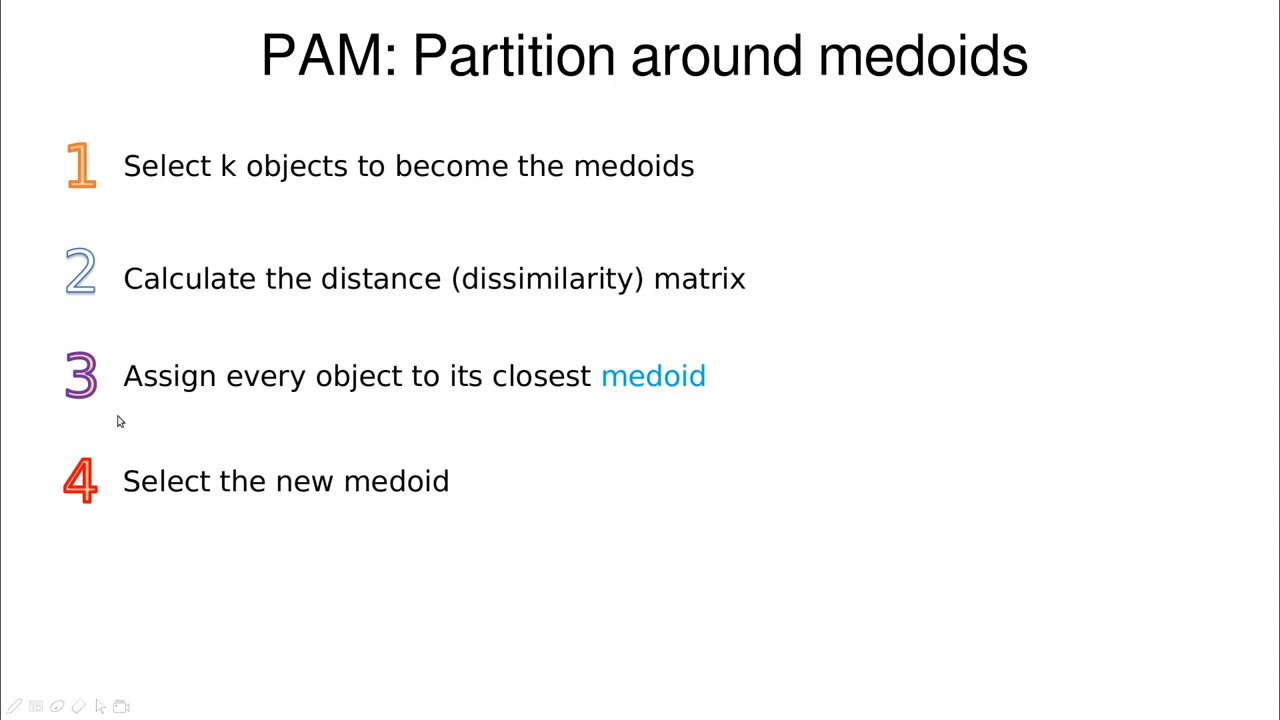 PAM: Partition around medoids
1 Select k objects to become the medoids
2 Calculate the distance (dissimilarity) matrix
3 Assign every object to its closest medoid
4 Select the new medoid